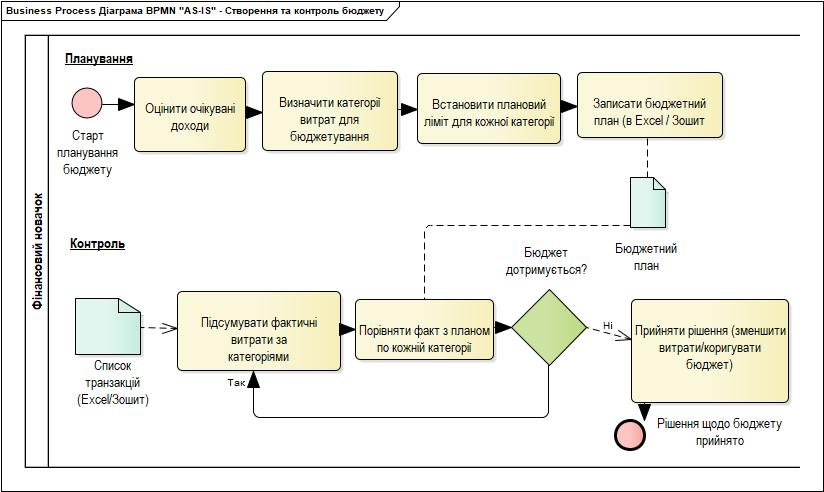 Business Process Діаграма BPMN "AS-IS" - Створення та контроль бюджету
Фінансовий новачок
Планування
Старт
планування
бюджету
Оцінити очікувані
доходи
Визначити категорії
витрат для
бюджетування
Встановити плановий
ліміт для кожної категорії
Записати бюджетний
план (в Excel / Зошит
Бюджетний
план
Контроль
Список
транзакцій
(Excel/Зошит)
Підсумувати фактичні
витрати за
категоріями
Порівняти факт з планом
по кожній категорії
Бюджет
дотримується?
Так
Ні
Прийняти рішення (зменшити
витрати/коригувати
бюджет)
Рішення щодо бюджету
прийнято